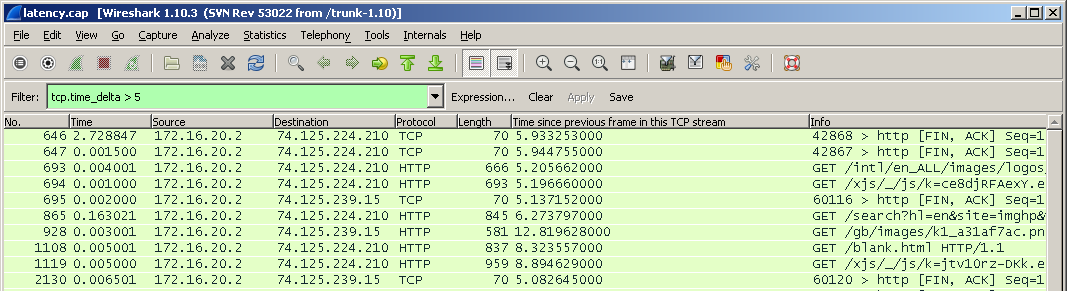 latency.cap [Wireshark 1.10.3 (SVN Rev 53022 from /trunk-1.10)]
File Edit View Go Capture Analyze Statistics Telephony Tools Internals Help
Filter: tcp.time_delta > 5 Expression... Clear Apply Save
No. Time Source Destination Protocol Length Time since previous frame in this TCP stream Info
646 2.728847 172.16.20.2 74.125.224.210 TCP 70 5.933253000 42868 > http [FIN, ACK] Seq=1
647 0.001500 172.16.20.2 74.125.224.210 TCP 70 5.944755000 42867 > http [FIN, ACK] Seq=1
693 0.004001 172.16.20.2 74.125.224.210 HTTP 666 5.205662000 GET /intl/en_ALL/images/logos/
694 0.001000 172.16.20.2 74.125.224.210 HTTP 693 5.196660000 GET /xjs/_/js/k=ce8djRFAexY.e
695 0.002000 172.16.20.2 74.125.239.15 TCP 70 5.137152000 60116 > http [FIN, ACK] Seq=1
865 0.163021 172.16.20.2 74.125.224.210 HTTP 845 6.273797000 GET /search?hl=en&site=imghp&
928 0.003001 172.16.20.2 74.125.239.15 HTTP 581 12.819628000 GET /gb/images/k1_a31af7ac.pn
1108 0.005001 172.16.20.2 74.125.224.210 HTTP 837 8.323557000 GET /blank.html HTTP/1.1
1119 0.005000 172.16.20.2 74.125.224.210 HTTP 959 8.894629000 GET /xjs/_/js/k=jtv10rz-DKk.e
2130 0.006501 172.16.20.2 74.125.239.15 TCP 70 5.082645000 60120 > http [FIN, ACK] Seq=1